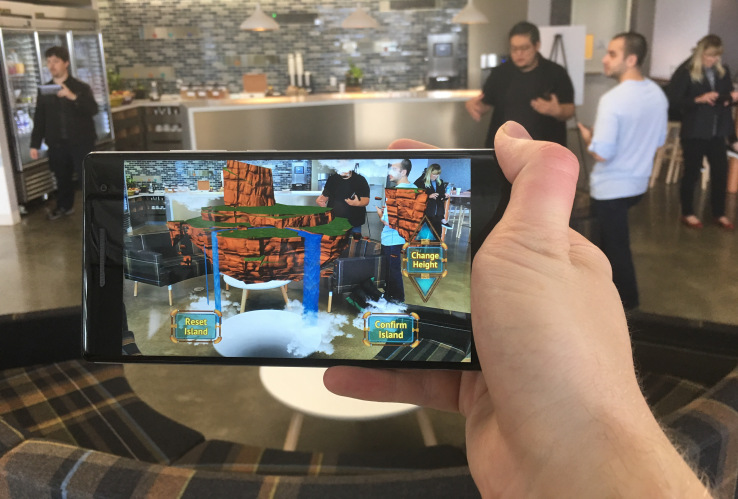 Change
Height
Reset
Island
Confirm
Island